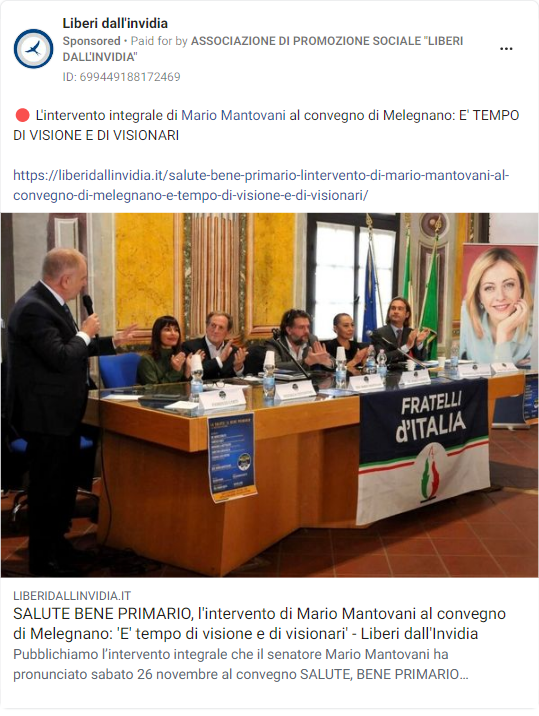 Liberi dall'invidia
Sponsored • Paid for by ASSOCIAZIONE DI PROMOZIONE SOCIALE "LIBERI
DALL'INVIDIA"
ID: 699449188172469
🔴 L'intervento integrale di Mario Mantovani al convegno di Melegnano: E' TEMPO
DI VISIONE E DI VISIONARI
https://liberidallinvidia.it/salute-bene-primario-lintervento-di-mario-mantovani-al-
convegno-di-melegnano-e-tempo-di-visione-e-di-visionari/
FRATELLI
d'ITALIA
LIBERIDALLINVIDIA.IT
SALUTE BENE PRIMARIO, l'intervento di Mario Mantovani al convegno
di Melegnano: 'E' tempo di visione e di visionari' - Liberi dall'Invidia
Pubblichiamo l’intervento integrale che il senatore Mario Mantovani ha
pronunciato sabato 26 novembre al convegno SALUTE, BENE PRIMARIO…